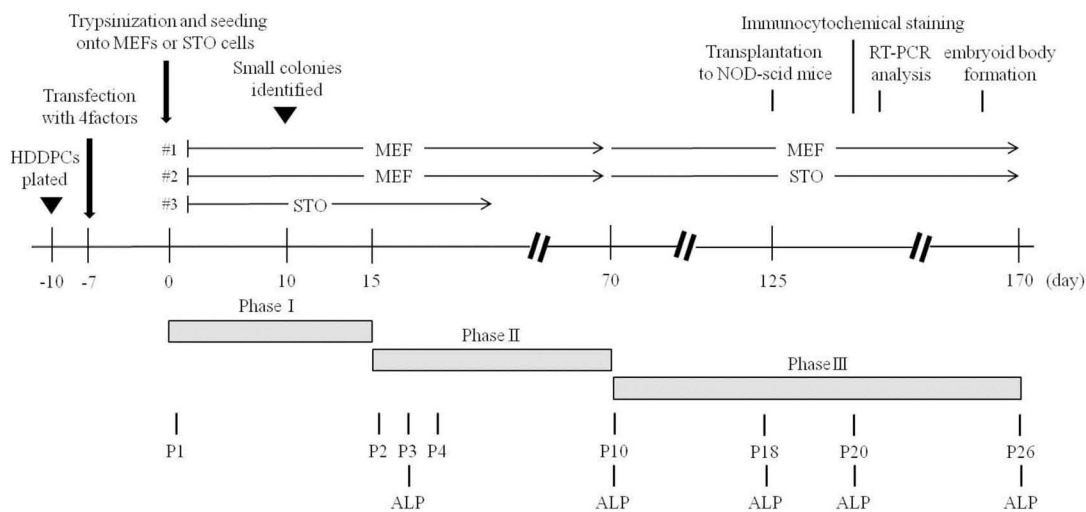 Trypsinization and seeding
onto MEFs or STO cells
Immunocytochemical staining
Small colonies
identified
Transplantation
to NOD-scid mice
RT-PCR
analysis
embryoid body
formation
Transfection
with 4factors
HDDPCs
plated
#1 MEF MEF
#2 MEF STO
#3 STO
-10 -7 0 10 15 70 125 170 (day)
Phase I
Phase II
Phase III
P1 P2 P3 P4 P10 P18 P20 P26
ALP ALP ALP ALP ALP